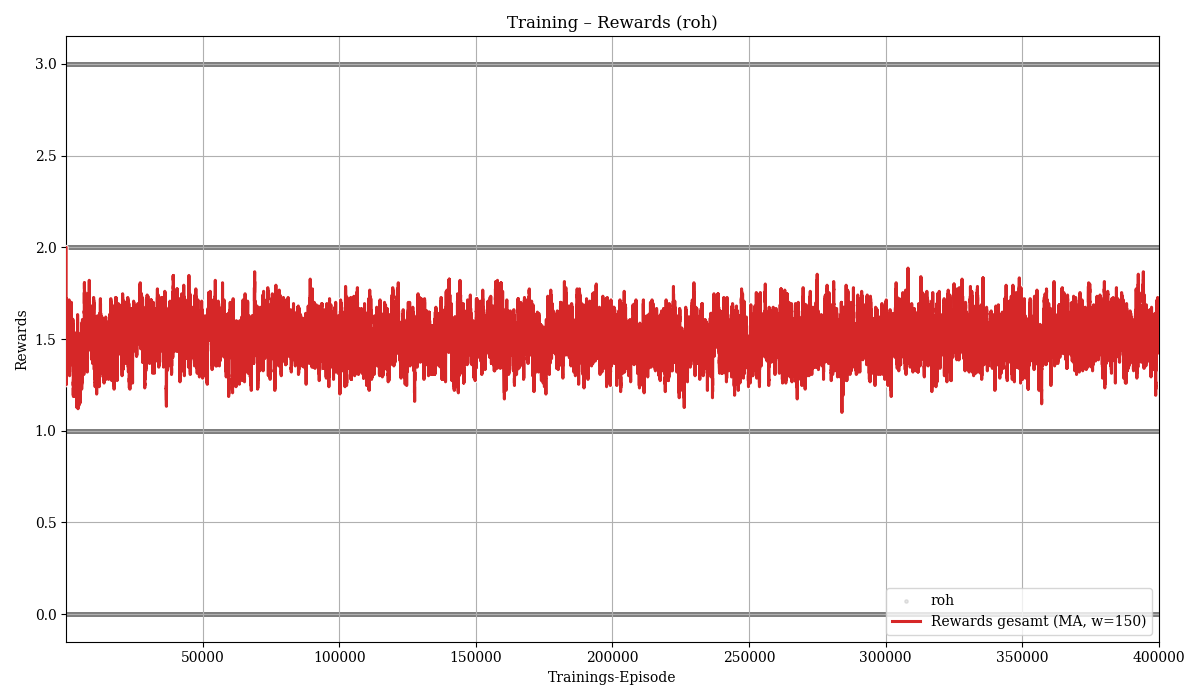 Training – Rewards (roh)
3.0
2.5
2.0
1.5
1.0
0.5
0.0
Rewards
roh
Rewards gesamt (MA, w=150)
50000 100000 150000 200000 250000 300000 350000 400000
Trainings-Episode